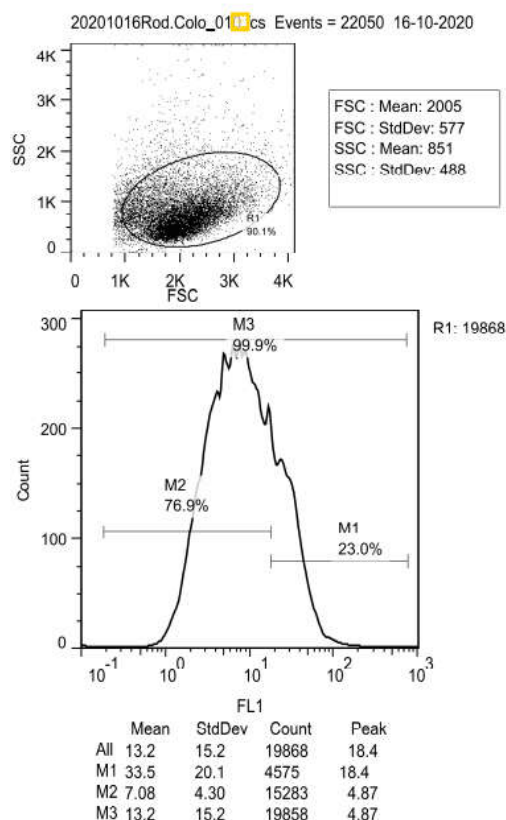 20201016Rod.Colo_01 cs Events = 22050 16-10-2020
4K
3K
2K
1K
0
SSC
R1
90.1%
0 1K 2K 3K 4K
FSC
FSC : Mean: 2005
FSC : StdDev: 577
SSC : Mean: 851
SSC : StdDev: 488
300
200
100
0
Count
M3
99.9%
M2
76.9%
M1
23.0%
R1: 19868
10-1 100 101 102 103
FL1
Mean StdDev Count Peak
All 13.2 15.2 19868 18.4
M1 33.5 20.1 4575 18.4
M2 7.08 4.30 15283 4.87
M3 13.2 15.2 19858 4.87